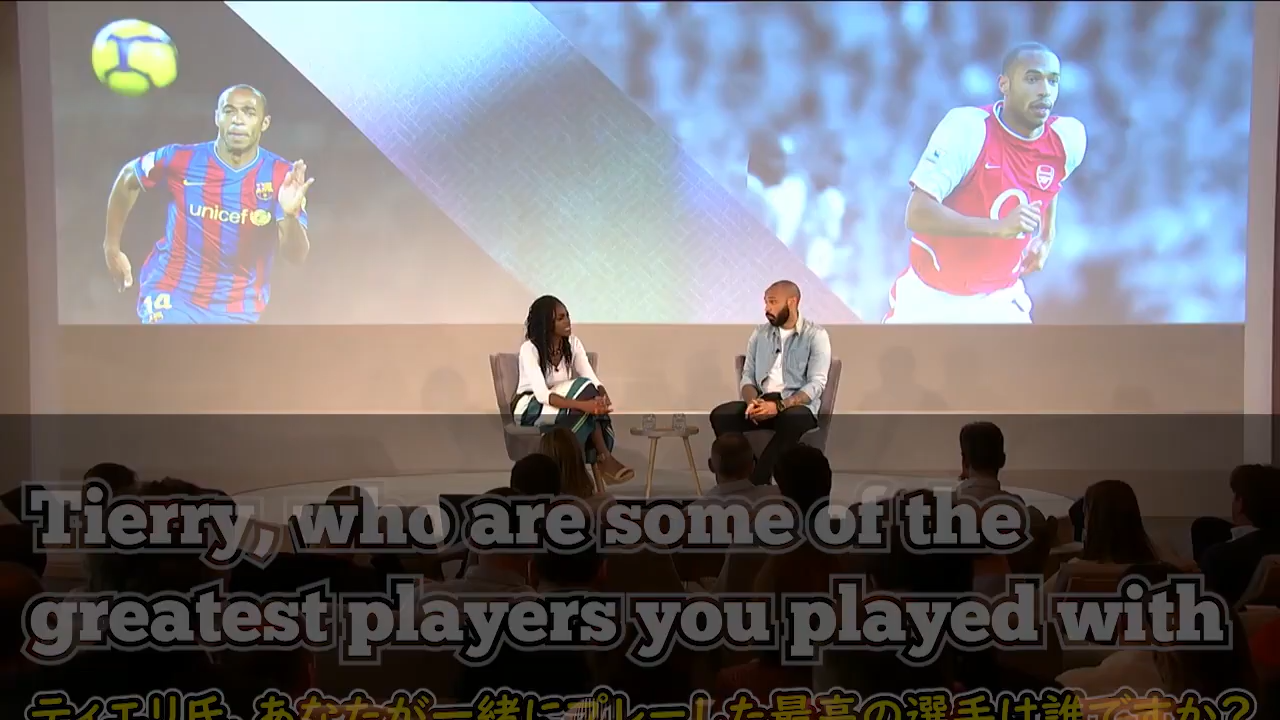 unicef
14
Tierry, who are some of the
greatest players you played with
ティエリ氏、あなたが一緒にプレーした最高の選手は誰ですか?